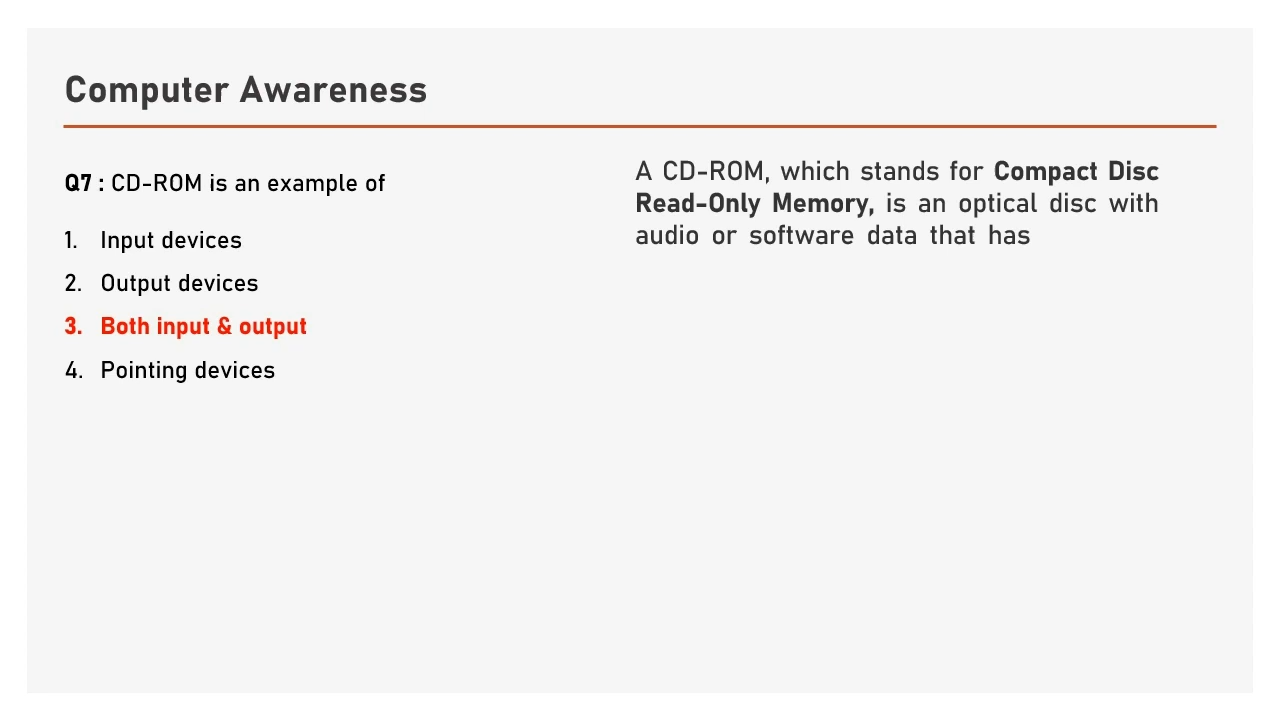 Computer Awareness
Q7 : CD-ROM is an example of
1. Input devices
2. Output devices
3. Both input & output
4. Pointing devices
A CD-ROM, which stands for Compact Disc
Read-Only Memory, is an optical disc with
audio or software data that has